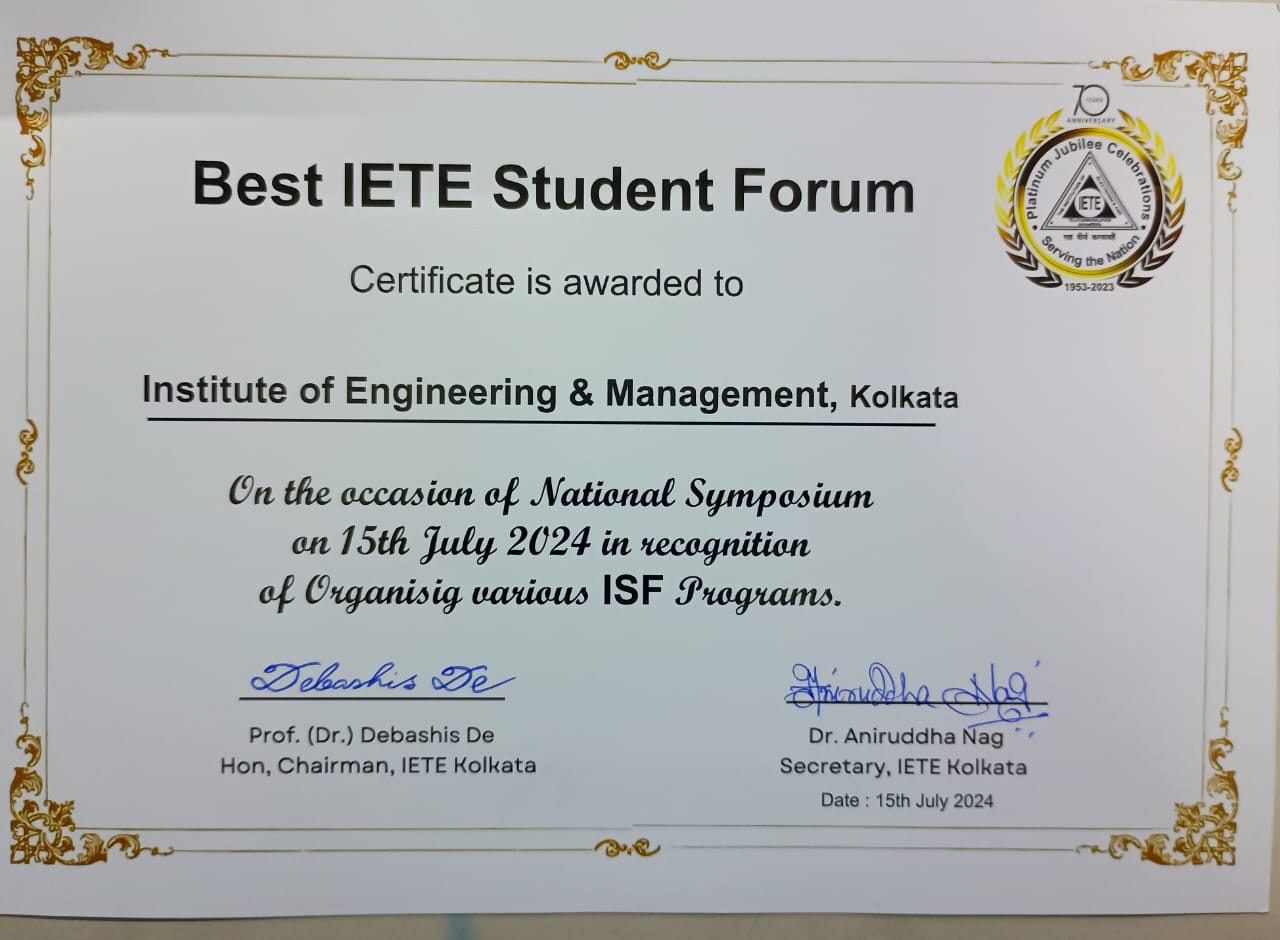 Best IETE Student Forum
Certificate is awarded to
Institute of Engineering & Management, Kolkata
On the occasion of National Symposium
on 15th July 2024 in recognition
of Organisig various ISF Programs.
Debashis De
Prof. (Dr.) Debashis De
Hon, Chairman, IETE Kolkata
Aniruddha Nag
Dr. Aniruddha Nag
Secretary, IETE Kolkata
Date : 15th July 2024
70 YEARS
ANNIVERSARY
Platinum Jubilee Celebrations
IETE
Serving the Nation
1953-2023